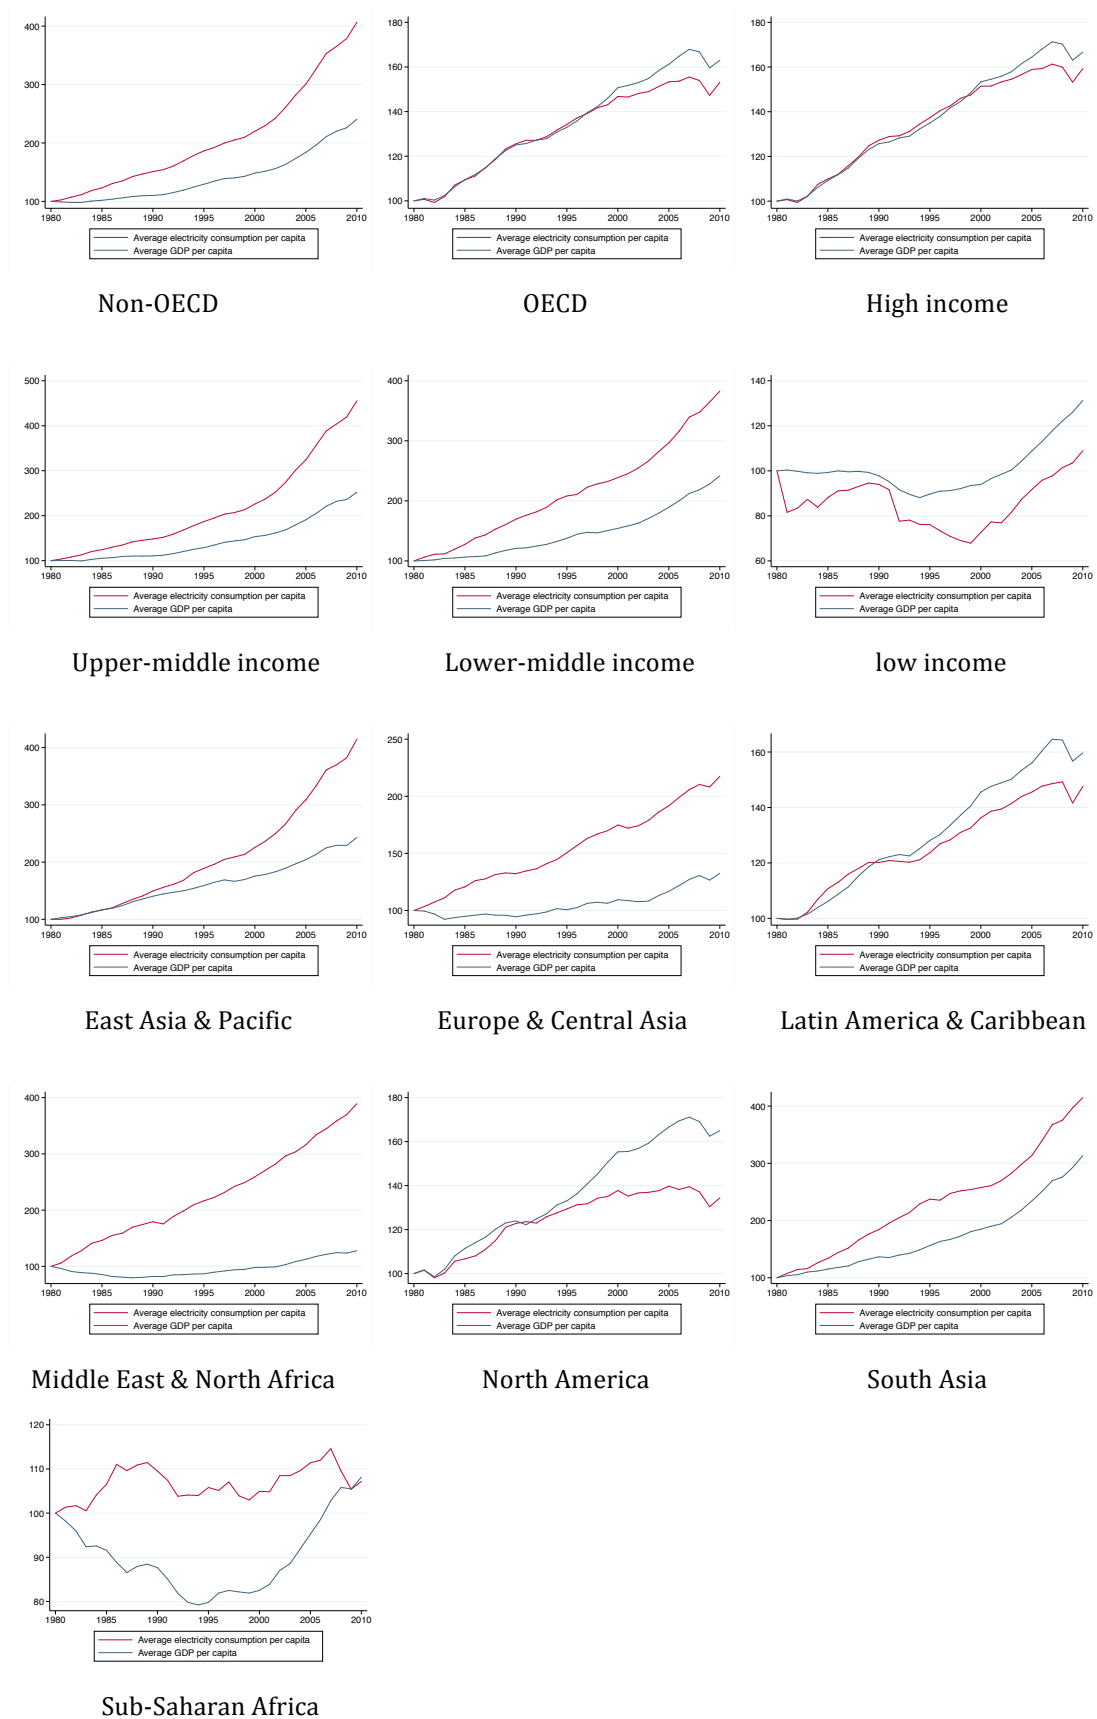 400
300
200
100
1980 1985 1990 1995 2000 2005 2010
Average electricity consumption per capita
Average GDP per capita
Non-OECD
180
160
140
120
100
1980 1985 1990 1995 2000 2005 2010
Average electricity consumption per capita
Average GDP per capita
OECD
180
160
140
120
100
1980 1985 1990 1995 2000 2005 2010
Average electricity consumption per capita
Average GDP per capita
High income
500
400
300
200
100
1980 1985 1990 1995 2000 2005 2010
Average electricity consumption per capita
Average GDP per capita
Upper-middle income
400
300
200
100
1980 1985 1990 1995 2000 2005 2010
Average electricity consumption per capita
Average GDP per capita
Lower-middle income
140
120
100
80
60
1980 1985 1990 1995 2000 2005 2010
Average electricity consumption per capita
Average GDP per capita
low income
400
300
200
100
1980 1985 1990 1995 2000 2005 2010
Average electricity consumption per capita
Average GDP per capita
East Asia & Pacific
250
200
150
100
1980 1985 1990 1995 2000 2005 2010
Average electricity consumption per capita
Average GDP per capita
Europe & Central Asia
160
140
120
100
1980 1985 1990 1995 2000 2005 2010
Average electricity consumption per capita
Average GDP per capita
Latin America & Caribbean
400
300
200
100
1980 1985 1990 1995 2000 2005 2010
Average electricity consumption per capita
Average GDP per capita
Middle East & North Africa
180
160
140
120
100
1980 1985 1990 1995 2000 2005 2010
Average electricity consumption per capita
Average GDP per capita
North America
400
300
200
100
1980 1985 1990 1995 2000 2005 2010
Average electricity consumption per capita
Average GDP per capita
South Asia
120
110
100
90
80
1980 1985 1990 1995 2000 2005 2010
Average electricity consumption per capita
Average GDP per capita
Sub-Saharan Africa